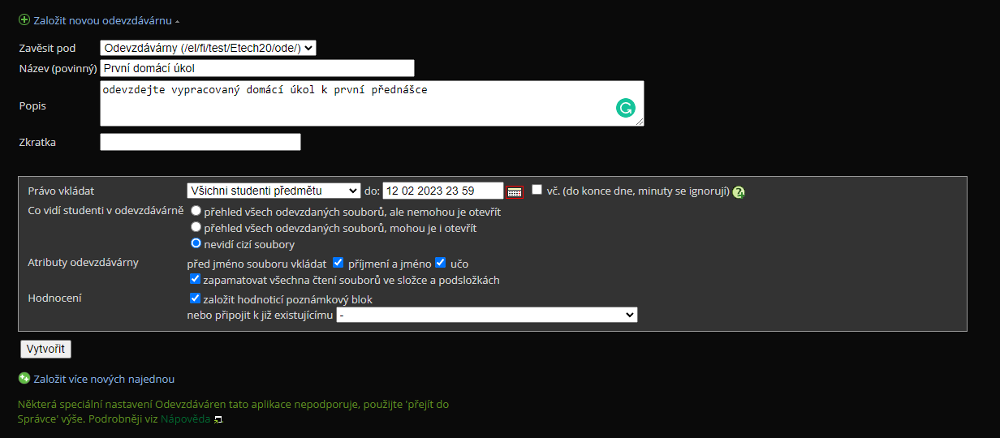 Založit novou odevzdávárnu
Zavěsit pod Odevzdávárny (/el/fi/test/Etech20/ode/)
Název (povinný) První domácí úkol
Popis odevzdejte vypracovaný domácí úkol k první přednášce
Zkratka
Právo vkládat Všichni studenti předmětu do: 12 02 2023 23 59 vč. (do konce dne, minuty se ignorují)
Co vidí studenti v odevzdávárně přehled všech odevzdaných souborů, ale nemohou je otevřít
přehled všech odevzdaných souborů, mohou je i otevřít
nevidí cizí soubory
Atributy odevzdávárny před jméno souboru vkládat příjmení a jméno učo
zapamatovat všechna čtení souborů ve složce a podsložkách
Hodnocení založit hodnoticí poznámkový blok
nebo připojit k již existujícímu -
Vytvořit
Založit více nových najednou
Některá speciální nastavení Odevzdáváren tato aplikace nepodporuje, použijte 'přejít do
Správce' výše. Podrobněji viz Nápověda